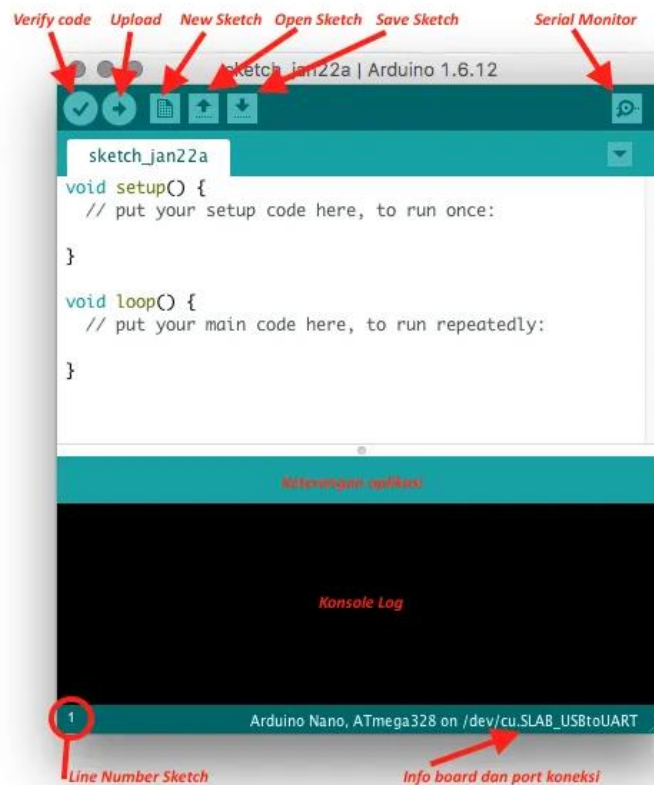 Verify code Upload New Sketch Open Sketch Save Sketch Serial Monitor
sketch_jan22a | Arduino 1.6.12
sketch_jan22a
void setup() {
// put your setup code here, to run once:
}
void loop() {
// put your main code here, to run repeatedly:
}
Keterangan aplikasi
Konsole Log
1
Arduino Nano, ATmega328 on /dev/cu.SLAB_USBtoUART
Line Number Sketch
Info board dan port koneksi